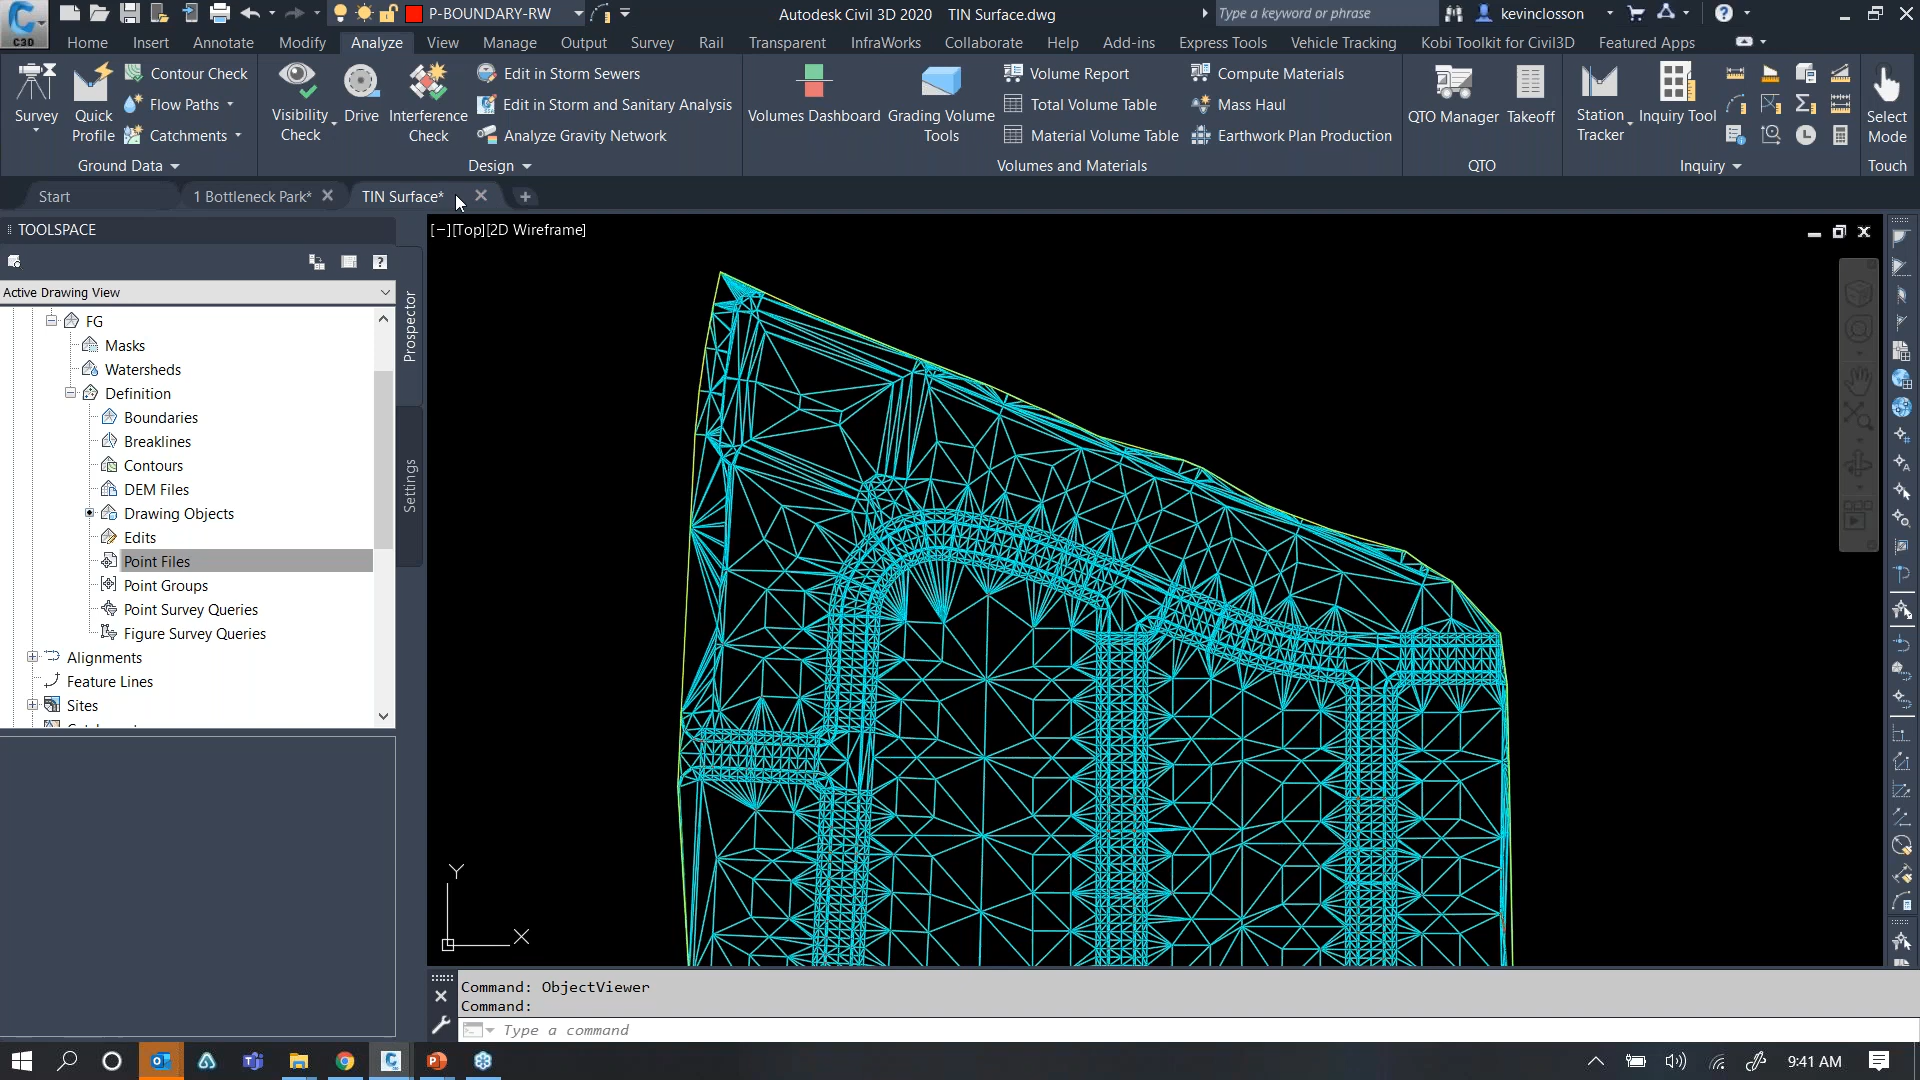 C3D
P-BOUNDARY-RW
Autodesk Civil 3D 2020 TIN Surface.dwg
Type a keyword or phrase
kevinclosson
Home Insert Annotate Modify Analyze View Manage Output Survey Rail Transparent InfraWorks Collaborate Help Add-ins Express Tools Vehicle Tracking Kobi Toolkit for Civil3D Featured Apps
Survey
Quick Profile
Contour Check
Flow Paths
Catchments
Ground Data
Visibility Check
Drive
Interference Check
Edit in Storm Sewers
Edit in Storm and Sanitary Analysis
Analyze Gravity Network
Design
Volumes Dashboard
Grading Volume Tools
Volume Report
Total Volume Table
Material Volume Table
Compute Materials
Mass Haul
Earthwork Plan Production
Volumes and Materials
QTO Manager
Takeoff
QTO
Station Tracker
Inquiry Tool
Inquiry
Select Mode
Touch
Start
1 Bottleneck Park*
TIN Surface*
TOOLSPACE
Active Drawing View
FG
Masks
Watersheds
Definition
Boundaries
Breaklines
Contours
DEM Files
Drawing Objects
Edits
Point Files
Point Groups
Point Survey Queries
Figure Survey Queries
Alignments
Feature Lines
Sites
Prospector
Settings
[−][Top][2D Wireframe]
Y
X
Command: ObjectViewer
Command:
Type a command
9:41 AM